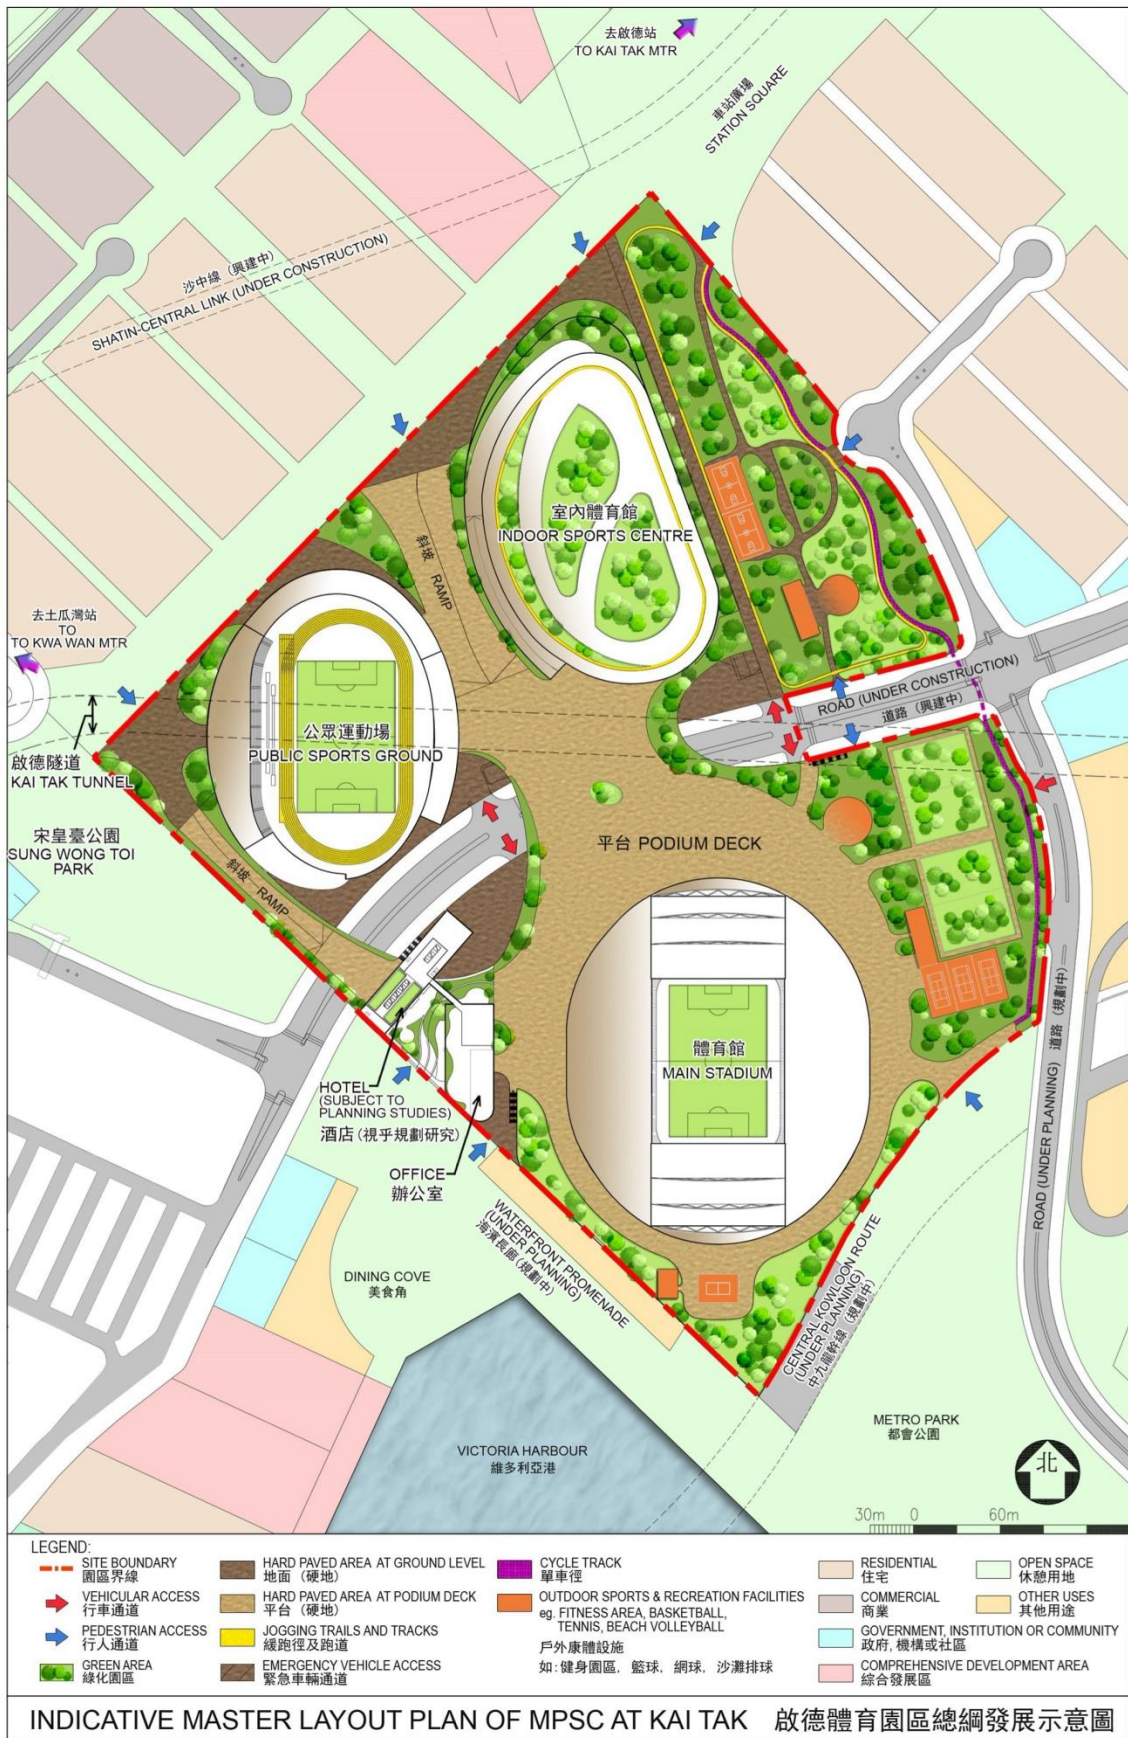 去啟德站
TO KAI TAK MTR
車站廣場
STATION SQUARE
沙中線 (興建中)
SHATIN-CENTRAL LINK (UNDER CONSTRUCTION)
室內體育館
INDOOR SPORTS CENTRE
斜坡 RAMP
去土瓜灣站
TO
TO KWA WAN MTR
ROAD (UNDER CONSTRUCTION)
道路 (興建中)
公眾運動場
PUBLIC SPORTS GROUND
啟德隧道
KAI TAK TUNNEL
宋皇臺公園
SUNG WONG TOI
PARK
平台 PODIUM DECK
斜坡 RAMP
體育館
MAIN STADIUM
HOTEL
(SUBJECT TO
PLANNING STUDIES)
酒店 (視乎規劃研究)
OFFICE
辦公室
ROAD (UNDER PLANNING) 道路 (規劃中)
WATERFRONT PROMENADE
(UNDER PLANNING)
海濱長廊 (規劃中)
CENTRAL KOWLOON ROUTE
(UNDER PLANNING)
中九龍幹線 (規劃中)
DINING COVE
美食角
METRO PARK
都會公園
VICTORIA HARBOUR
維多利亞港
北
30m 0 60m
LEGEND:
SITE BOUNDARY
園區界線
VEHICULAR ACCESS
行車通道
PEDESTRIAN ACCESS
行人通道
GREEN AREA
綠化園區
HARD PAVED AREA AT GROUND LEVEL
地面 (硬地)
HARD PAVED AREA AT PODIUM DECK
平台 (硬地)
JOGGING TRAILS AND TRACKS
緩跑徑及跑道
EMERGENCY VEHICLE ACCESS
緊急車輛通道
CYCLE TRACK
單車徑
OUTDOOR SPORTS & RECREATION FACILITIES
eg. FITNESS AREA, BASKETBALL,
TENNIS, BEACH VOLLEYBALL
戶外康體設施
如:健身園區, 籃球, 網球, 沙灘排球
RESIDENTIAL
住宅
COMMERCIAL
商業
OPEN SPACE
休憩用地
OTHER USES
其他用途
GOVERNMENT, INSTITUTION OR COMMUNITY
政府, 機構或社區
COMPREHENSIVE DEVELOPMENT AREA
綜合發展區
INDICATIVE MASTER LAYOUT PLAN OF MPSC AT KAI TAK 啟德體育園區總綱發展示意圖